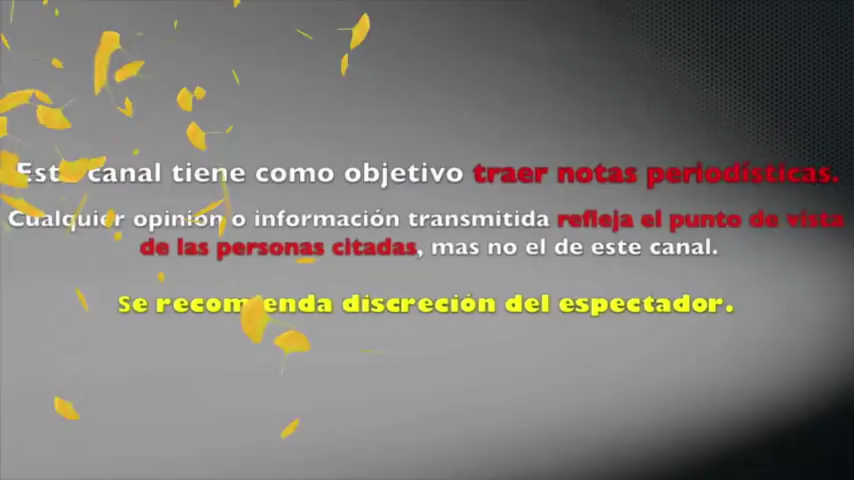 Este canal tiene como objetivo traer notas periodísticas.
Cualquier opinión o información transmitida refleja el punto de vista
de las personas citadas, mas no el de este canal.
Se recomienda discreción del espectador.